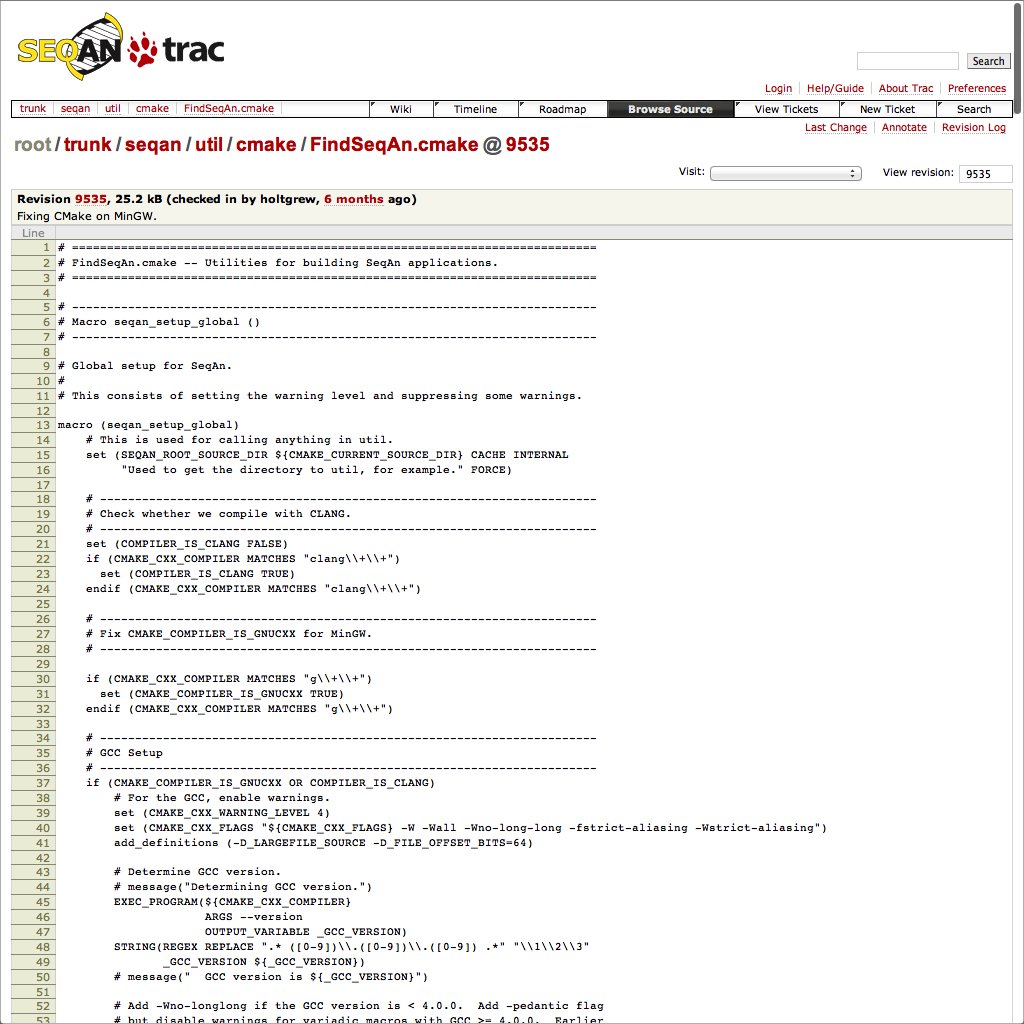 SEQAN trac
Search
Login Help/Guide About Trac Preferences
trunk seqan util cmake FindSeqAn.cmake Wiki Timeline Roadmap Browse Source View Tickets New Ticket Search
Last Change Annotate Revision Log
root/trunk/seqan/util/cmake/FindSeqAn.cmake @ 9535
Visit: View revision: 9535
Revision 9535, 25.2 kB (checked in by holtgrew, 6 months ago)
Fixing CMake on MinGW.
Line
1 # ===========================================================================
2 # FindSeqAn.cmake -- Utilities for building SeqAn applications.
3 # ===========================================================================
4
5 # ---------------------------------------------------------------------------
6 # Macro seqan_setup_global ()
7 # ---------------------------------------------------------------------------
8
9 # Global setup for SeqAn.
10 #
11 # This consists of setting the warning level and suppressing some warnings.
12
13 macro (seqan_setup_global)
14     # This is used for calling anything in util.
15     set (SEQAN_ROOT_SOURCE_DIR ${CMAKE_CURRENT_SOURCE_DIR} CACHE INTERNAL
16          "Used to get the directory to util, for example." FORCE)
17
18     # -----------------------------------------------------------------------
19     # Check whether we compile with CLANG.
20     # -----------------------------------------------------------------------
21     set (COMPILER_IS_CLANG FALSE)
22     if (CMAKE_CXX_COMPILER MATCHES "clang\\+\\+")
23       set (COMPILER_IS_CLANG TRUE)
24     endif (CMAKE_CXX_COMPILER MATCHES "clang\\+\\+")
25
26     # -----------------------------------------------------------------------
27     # Fix CMAKE_COMPILER_IS_GNUCXX for MinGW.
28     # -----------------------------------------------------------------------
29
30     if (CMAKE_CXX_COMPILER MATCHES "g\\+\\+")
31       set (CMAKE_COMPILER_IS_GNUCXX TRUE)
32     endif (CMAKE_CXX_COMPILER MATCHES "g\\+\\+")
33
34     # -----------------------------------------------------------------------
35     # GCC Setup
36     # -----------------------------------------------------------------------
37     if (CMAKE_COMPILER_IS_GNUCXX OR COMPILER_IS_CLANG)
38         # For the GCC, enable warnings.
39         set (CMAKE_CXX_WARNING_LEVEL 4)
40         set (CMAKE_CXX_FLAGS "${CMAKE_CXX_FLAGS} -W -Wall -Wno-long-long -fstrict-aliasing -Wstrict-aliasing")
41         add_definitions (-D_LARGEFILE_SOURCE -D_FILE_OFFSET_BITS=64)
42
43         # Determine GCC version.
44         # message("Determining GCC version.")
45         EXEC_PROGRAM(${CMAKE_CXX_COMPILER}
46                      ARGS --version
47                      OUTPUT_VARIABLE _GCC_VERSION)
48         STRING(REGEX REPLACE ".* ([0-9])\\.([0-9])\\.([0-9]) .*" "\\1\\2\\3"
49                _GCC_VERSION ${_GCC_VERSION})
50         # message("  GCC version is ${_GCC_VERSION}")
51
52         # Add -Wno-longlong if the GCC version is < 4.0.0.  Add -pedantic flag
53         # but disable warnings for variadic macros with GCC >= 4.0.0.  Earlier